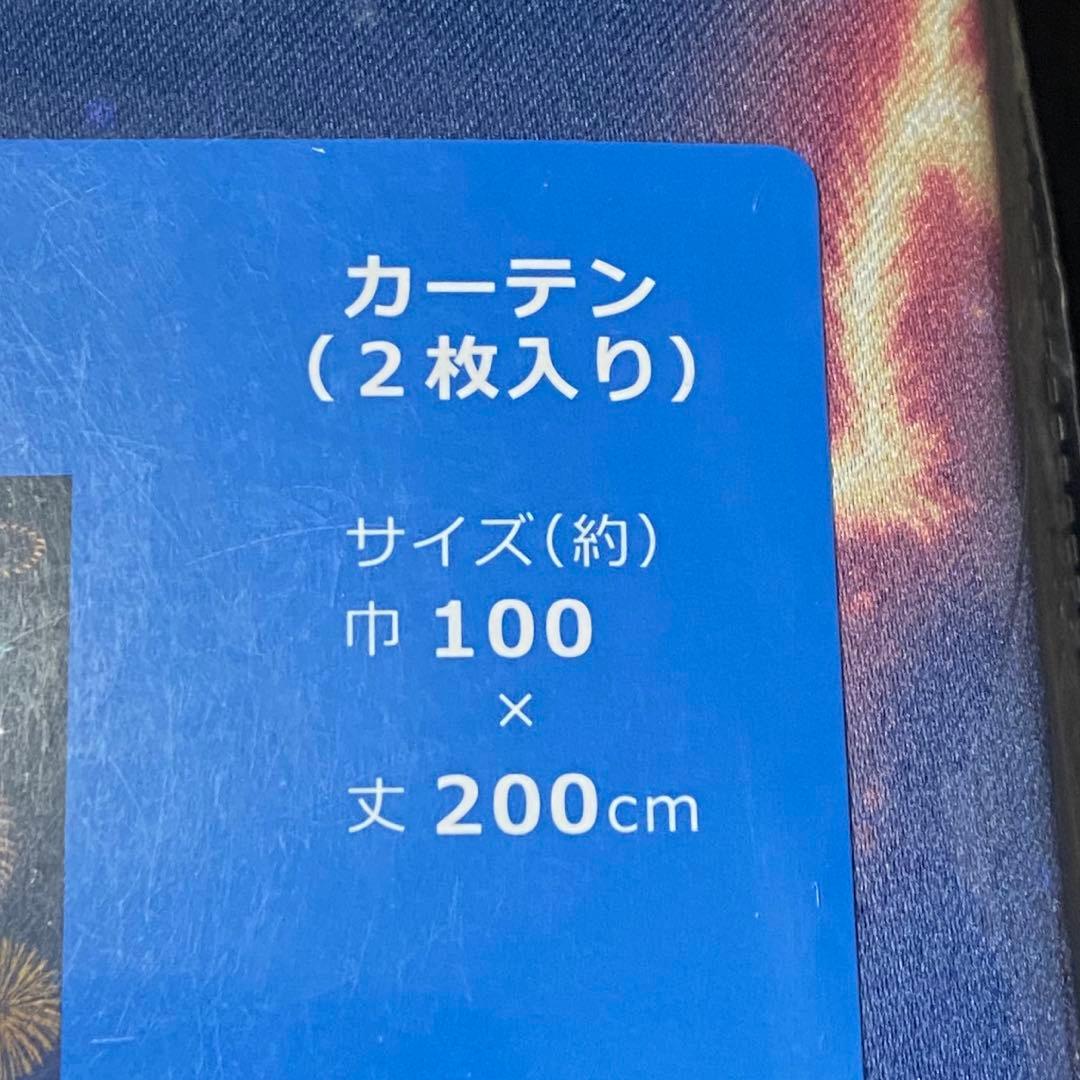 カーテン
（２枚入り）
サイズ（約）
巾 100
×
丈 200cm